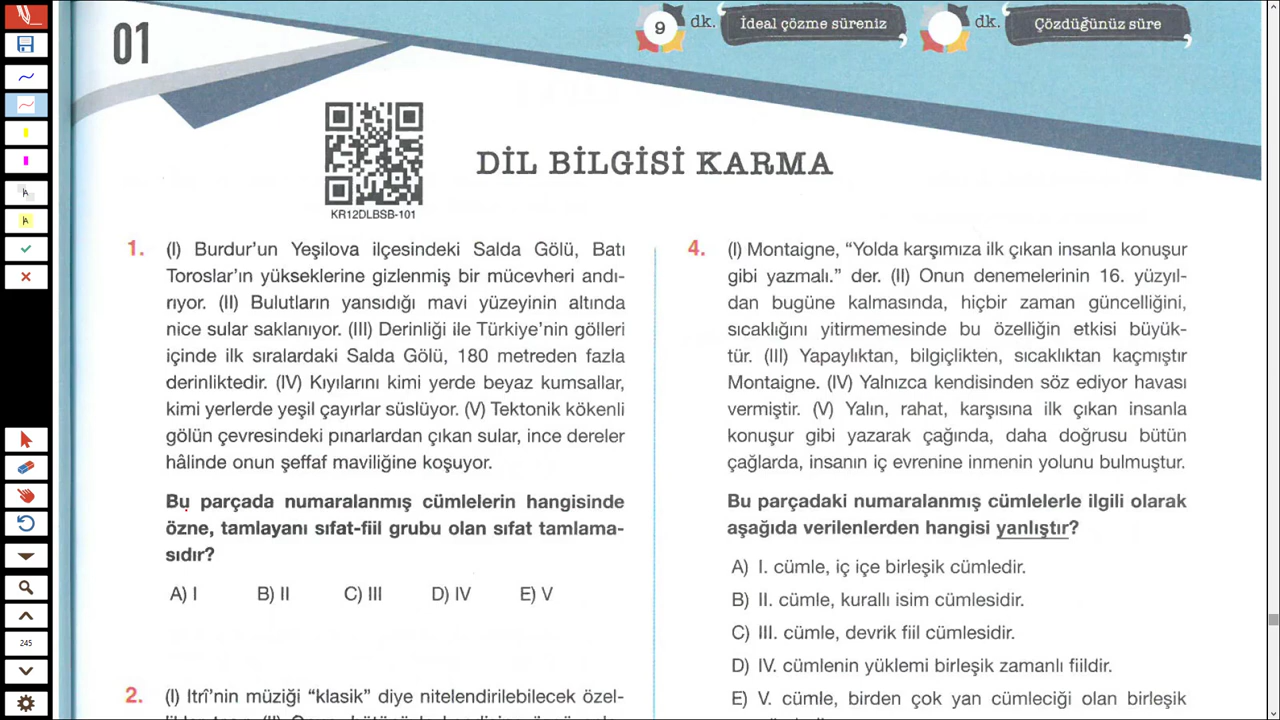 01
9 dk. İdeal çözme süreniz
dk. Çözdüğünüz süre
KR12DLBSB-101
DİL BİLGİSİ KARMA
1. (I) Burdur’un Yeşilova ilçesindeki Salda Gölü, Batı
Toroslar’ın yükseklerine gizlenmiş bir mücevheri andı-
rıyor. (II) Bulutların yansıdığı mavi yüzeyinin altında
nice sular saklanıyor. (III) Derinliği ile Türkiye’nin gölleri
içinde ilk sıralardaki Salda Gölü, 180 metreden fazla
derinliktedir. (IV) Kıyılarını kimi yerde beyaz kumsallar,
kimi yerlerde yeşil çayırlar süslüyor. (V) Tektonik kökenli
gölün çevresindeki pınarlardan çıkan sular, ince dereler
hâlinde onun şeffaf maviliğine koşuyor.
Bu parçada numaralanmış cümlelerin hangisinde
özne, tamlayanı sıfat-fiil grubu olan sıfat tamlama-
sıdır?
A) I B) II C) III D) IV E) V
2. (I) Itrî’nin müziği “klasik” diye nitelendirilebilecek özel-
4. (I) Montaigne, “Yolda karşımıza ilk çıkan insanla konuşur
gibi yazmalı.” der. (II) Onun denemelerinin 16. yüzyıl-
dan bugüne kalmasında, hiçbir zaman güncelliğini,
sıcaklığını yitirmemesinde bu özelliğin etkisi büyük-
tür. (III) Yapaylıktan, bilgiçlikten, sıcaklıktan kaçmıştır
Montaigne. (IV) Yalnızca kendisinden söz ediyor havası
vermiştir. (V) Yalın, rahat, karşısına ilk çıkan insanla
konuşur gibi yazarak çağında, daha doğrusu bütün
çağlarda, insanın iç evrenine inmenin yolunu bulmuştur.
Bu parçadaki numaralanmış cümlelerle ilgili olarak
aşağıda verilenlerden hangisi yanlıştır?
A) I. cümle, iç içe birleşik cümledir.
B) II. cümle, kurallı isim cümlesidir.
C) III. cümle, devrik fiil cümlesidir.
D) IV. cümlenin yüklemi birleşik zamanlı fiildir.
E) V. cümle, birden çok yan cümleciği olan birleşik
245